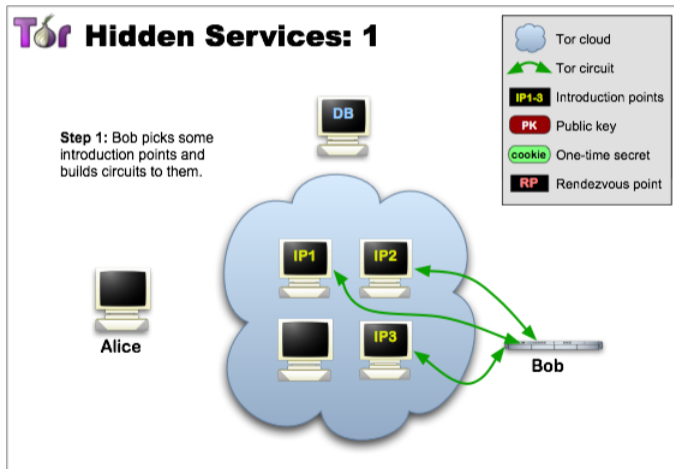 Tor Hidden Services: 1
Tor cloud
Tor circuit
IP1-3 Introduction points
PK Public key
cookie One-time secret
RP Rendezvous point
DB
Step 1: Bob picks some
introduction points and
builds circuits to them.
IP1 IP2
Alice
IP3
Bob